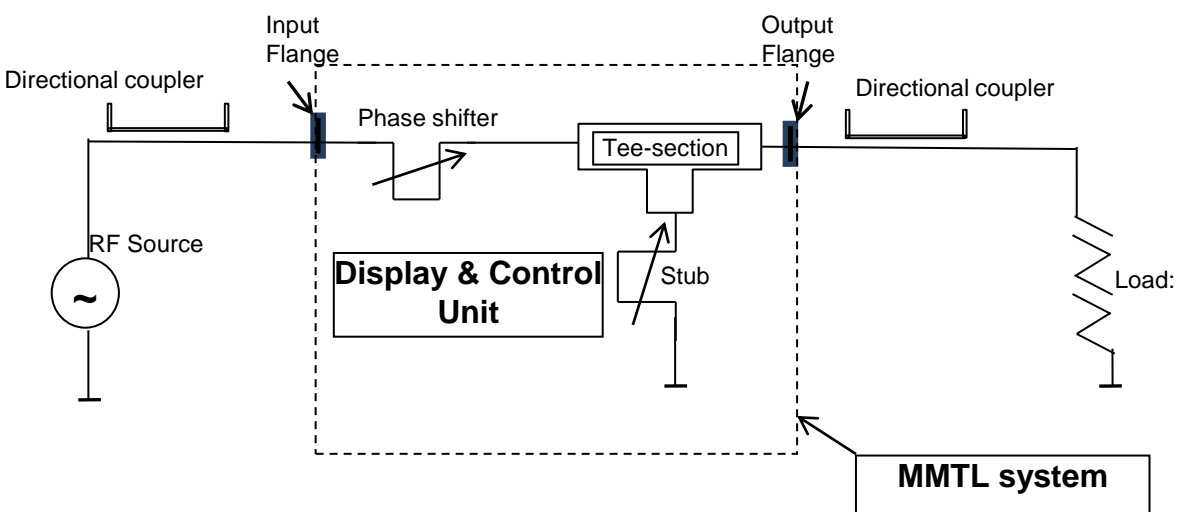 Input
Flange
Output
Flange
Directional coupler
Directional coupler
Phase shifter
Tee-section
RF Source
~
Display & Control
Unit
Stub
Load:
MMTL system